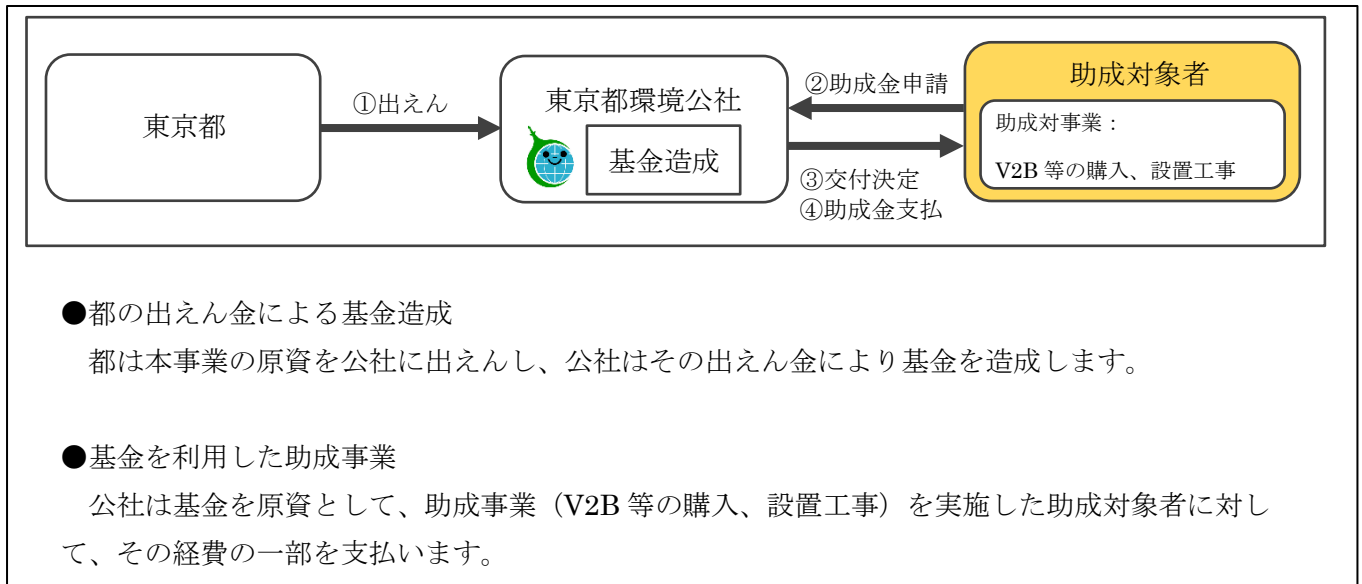 東京都
①出えん
東京都環境公社
基金造成
②助成金申請
③交付決定
④助成金支払
助成対象者
助成対事業:
V2B 等の購入、設置工事
●都の出えん金による基金造成
都は本事業の原資を公社に出えんし、公社はその出えん金により基金を造成します。
●基金を利用した助成事業
公社は基金を原資として、助成事業（V2B 等の購入、設置工事）を実施した助成対象者に対し
て、その経費の一部を支払います。